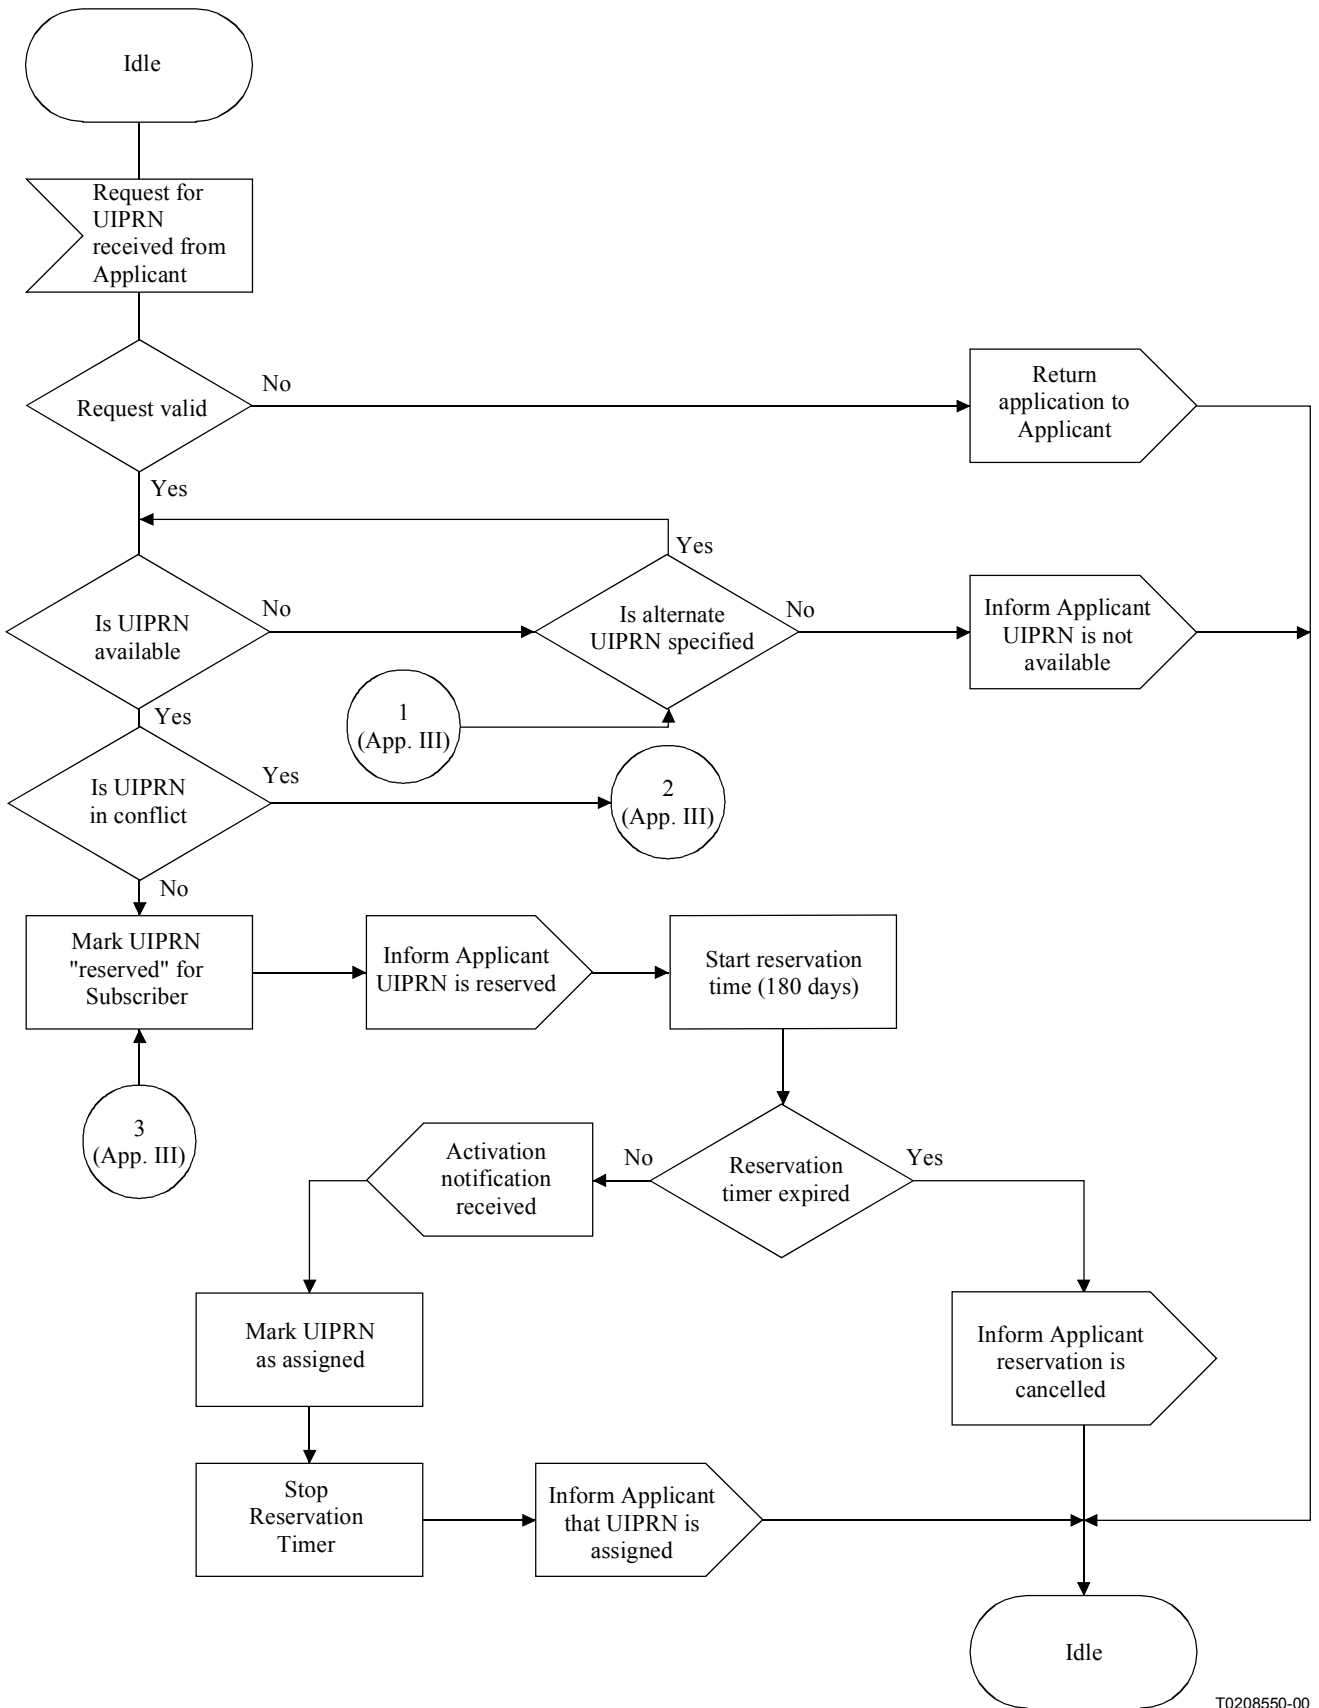 Idle
Request for
UIPRN
received from
Applicant
Request valid
No
Return
application to
Applicant
Yes
Yes
Is UIPRN
available
No
Is alternate
UIPRN specified
No
Inform Applicant
UIPRN is not
available
Yes
1
(App. III)
Is UIPRN
in conflict
Yes
2
(App. III)
No
Mark UIPRN
"reserved" for
Subscriber
Inform Applicant
UIPRN is reserved
Start reservation
time (180 days)
3
(App. III)
Activation
notification
received
No
Reservation
timer expired
Yes
Mark UIPRN
as assigned
Inform Applicant
reservation is
cancelled
Stop
Reservation
Timer
Inform Applicant
that UIPRN is
assigned
Idle
T0208550-00